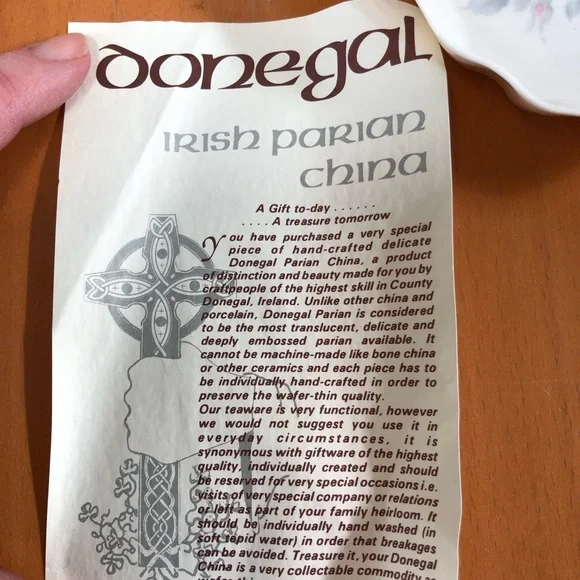 Donegal
Irish Parian
China
A Gift to-day . . . . . .
. . . . A treasure tomorrow
You have purchased a very special
piece of hand-crafted delicate
Donegal Parian China, a product
of distinction and beauty made for you by
craftpeople of the highest skill in County
Donegal, Ireland. Unlike other china and
porcelain, Donegal Parian is considered
to be the most translucent, delicate and
deeply embossed parian available. It
cannot be machine-made like bone china
or other ceramics and each piece has to
be individually hand-crafted in order to
preserve the wafer-thin quality.
Our teaware is very functional, however
we would not suggest you use it in
everyday circumstances, it is
synonymous with giftware of the highest
quality, individually created and should
be reserved for very special occasions i.e.
visits of very special company or relations
or left as part of your family heirloom. It
should be individually hand washed (in
soft tepid water) in order that breakages
can be avoided. Treasure it, your Donegal
China is a very collectable commodity as